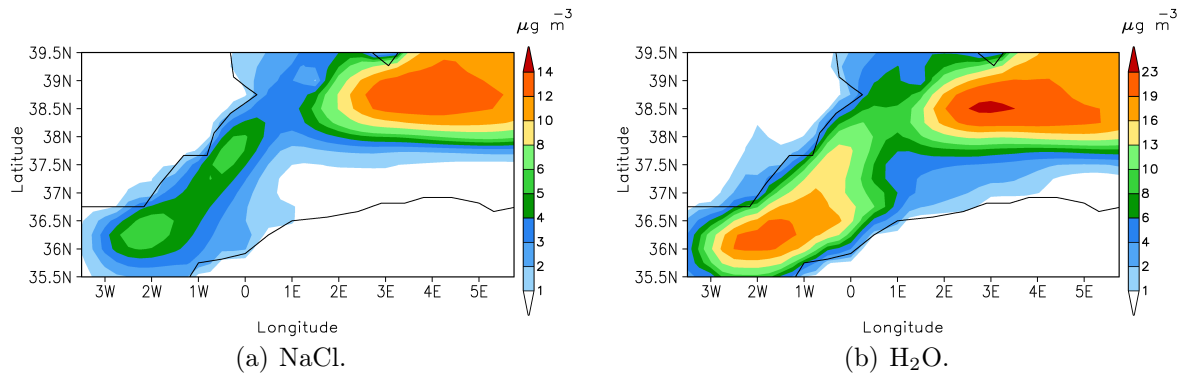 μg m⁻³
39.5N
39N
38.5N
38N
37.5N
37N
36.5N
36N
35.5N
Latitude
3W 2W 1W 0 1E 2E 3E 4E 5E
Longitude
14
12
10
8
6
5
4
3
2
1
(a) NaCl.
μg m⁻³
39.5N
39N
38.5N
38N
37.5N
37N
36.5N
36N
35.5N
Latitude
3W 2W 1W 0 1E 2E 3E 4E 5E
Longitude
23
19
16
13
10
8
6
4
2
1
(b) H₂O.